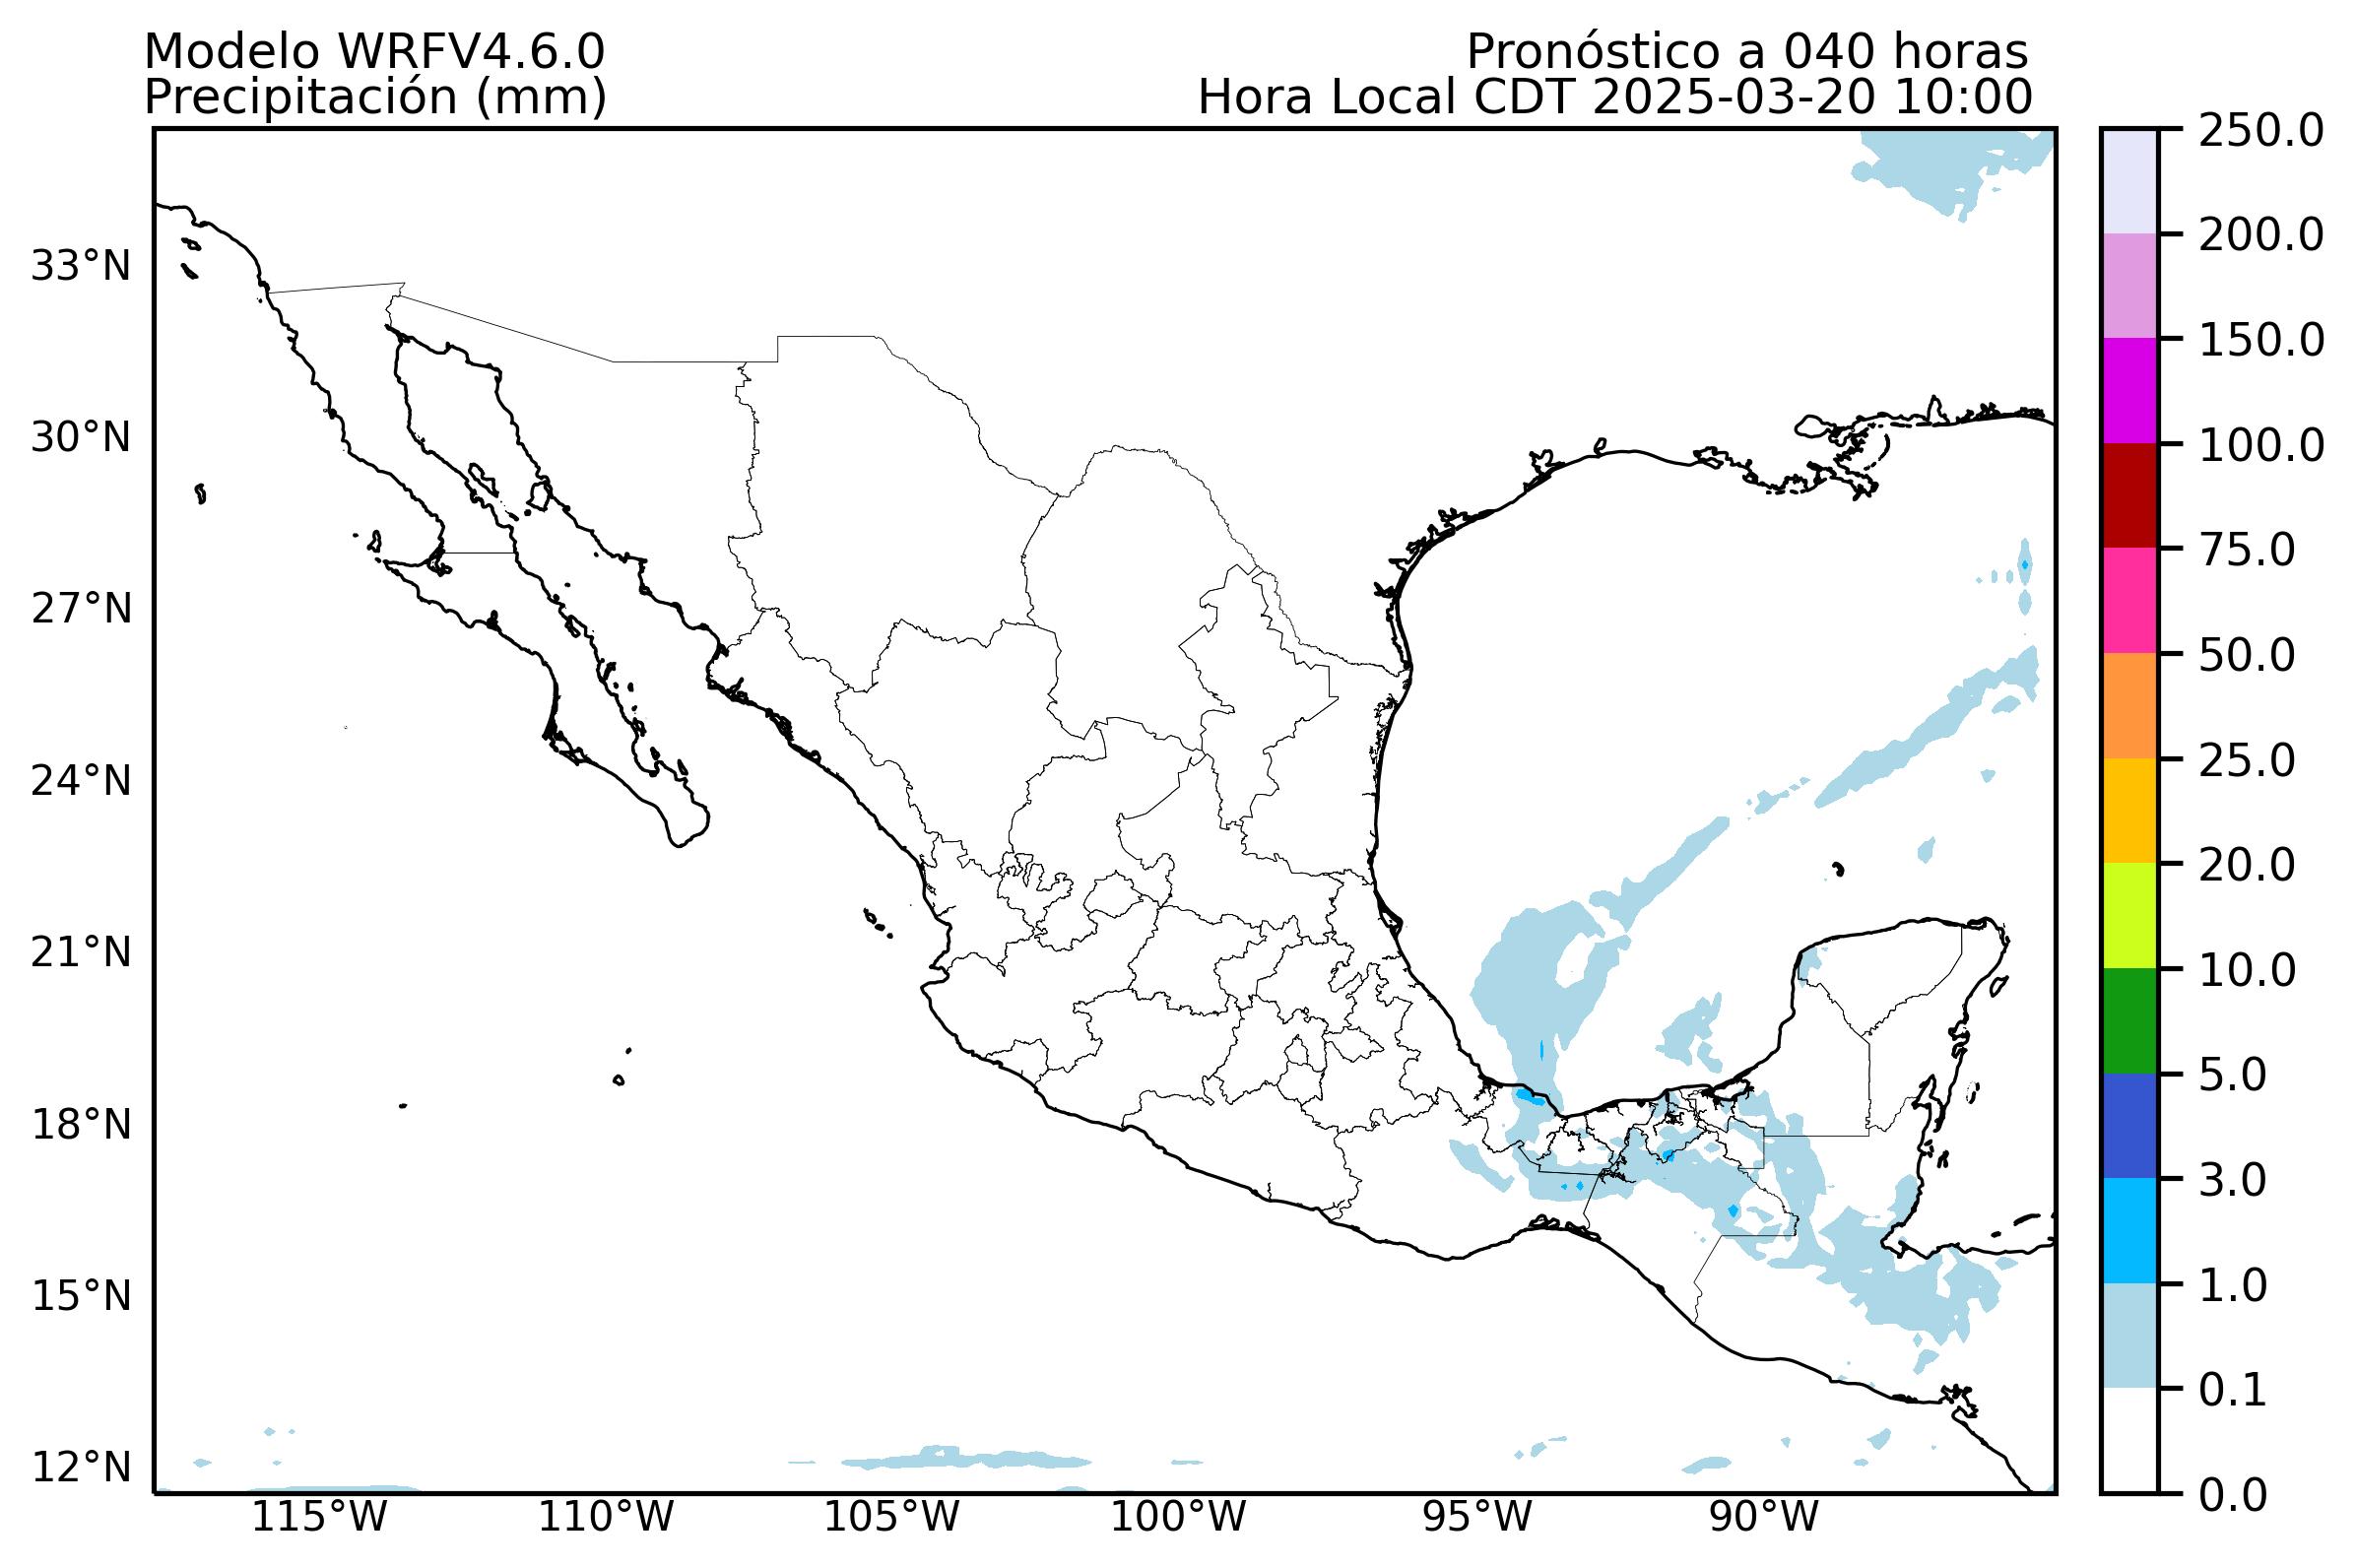 Modelo WRFV4.6.0
Precipitación (mm)
Pronóstico a 040 horas
Hora Local CDT 2025-03-20 10:00
33°N
30°N
27°N
24°N
21°N
18°N
15°N
12°N
115°W
110°W
105°W
100°W
95°W
90°W
250.0
200.0
150.0
100.0
75.0
50.0
25.0
20.0
10.0
5.0
3.0
1.0
0.1
0.0